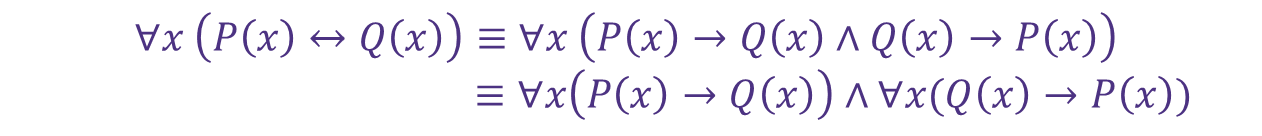 ∀x (P(x) ↔ Q(x)) ≡ ∀x (P(x) → Q(x) ∧ Q(x) → P(x))
≡ ∀x(P(x) → Q(x)) ∧ ∀x(Q(x) → P(x))